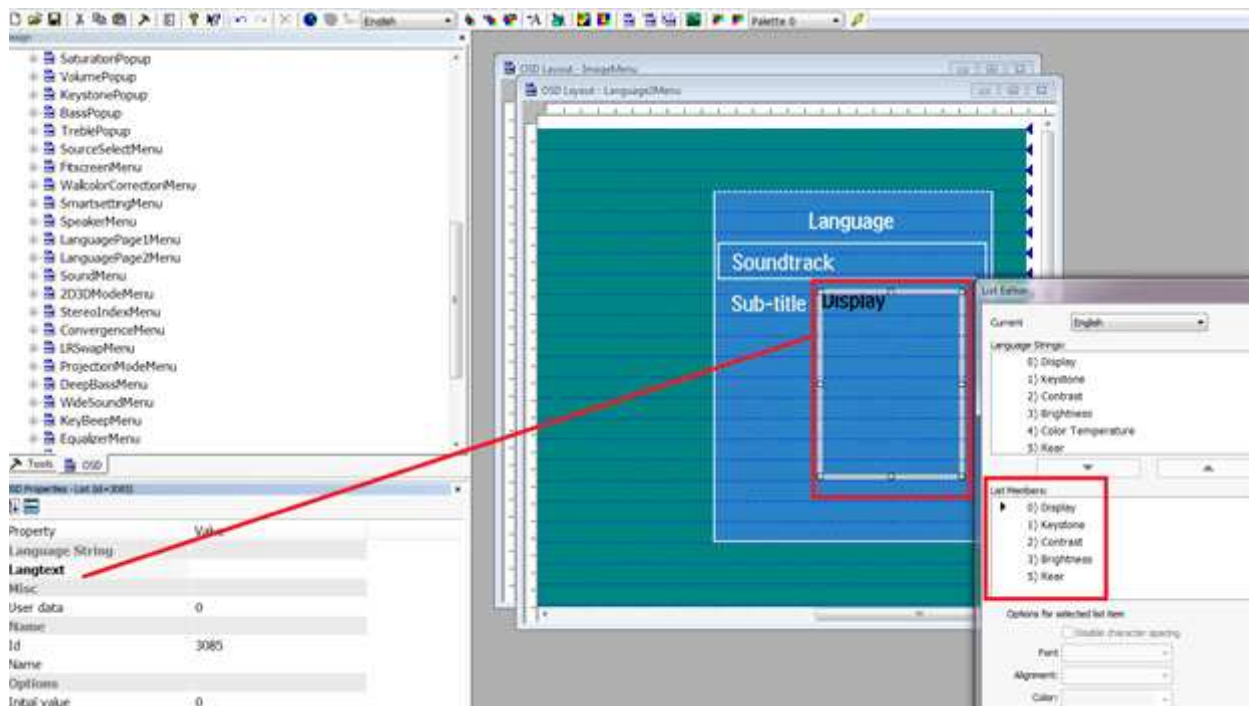 English
Palette 0
SaturationPopup
VolumePopup
KeystonePopup
BassPopup
TreblePopup
SourceSelectMenu
FitscreenMenu
WallcolorCorrectionMenu
SmartsettingMenu
SpeakerMenu
LanguagePage1Menu
LanguagePage2Menu
SoundMenu
2D3DModeMenu
StereoIndexMenu
ConvergenceMenu
LRSwapMenu
ProjectionModeMenu
DeepBassMenu
WideSoundMenu
KeyBeepMenu
EqualizerMenu
Tools OSD
Properties - List (Id=3085)
Property Value
Language String
Langtext
Misc
User data 0
Name
Id 3085
Name
Options
Initial value 0
OSD Layout - ImageMenu
OSD Layout - Language2Menu
Language
Soundtrack
Sub-title Display
List Editor
Current English
Language Strings:
0) Display
1) Keystone
2) Contrast
3) Brightness
4) Color Temperature
5) Rear
List Members:
0) Display
1) Keystone
2) Contrast
3) Brightness
5) Rear
Options for selected list item
Disable character spacing
Font
Alignment:
Color: